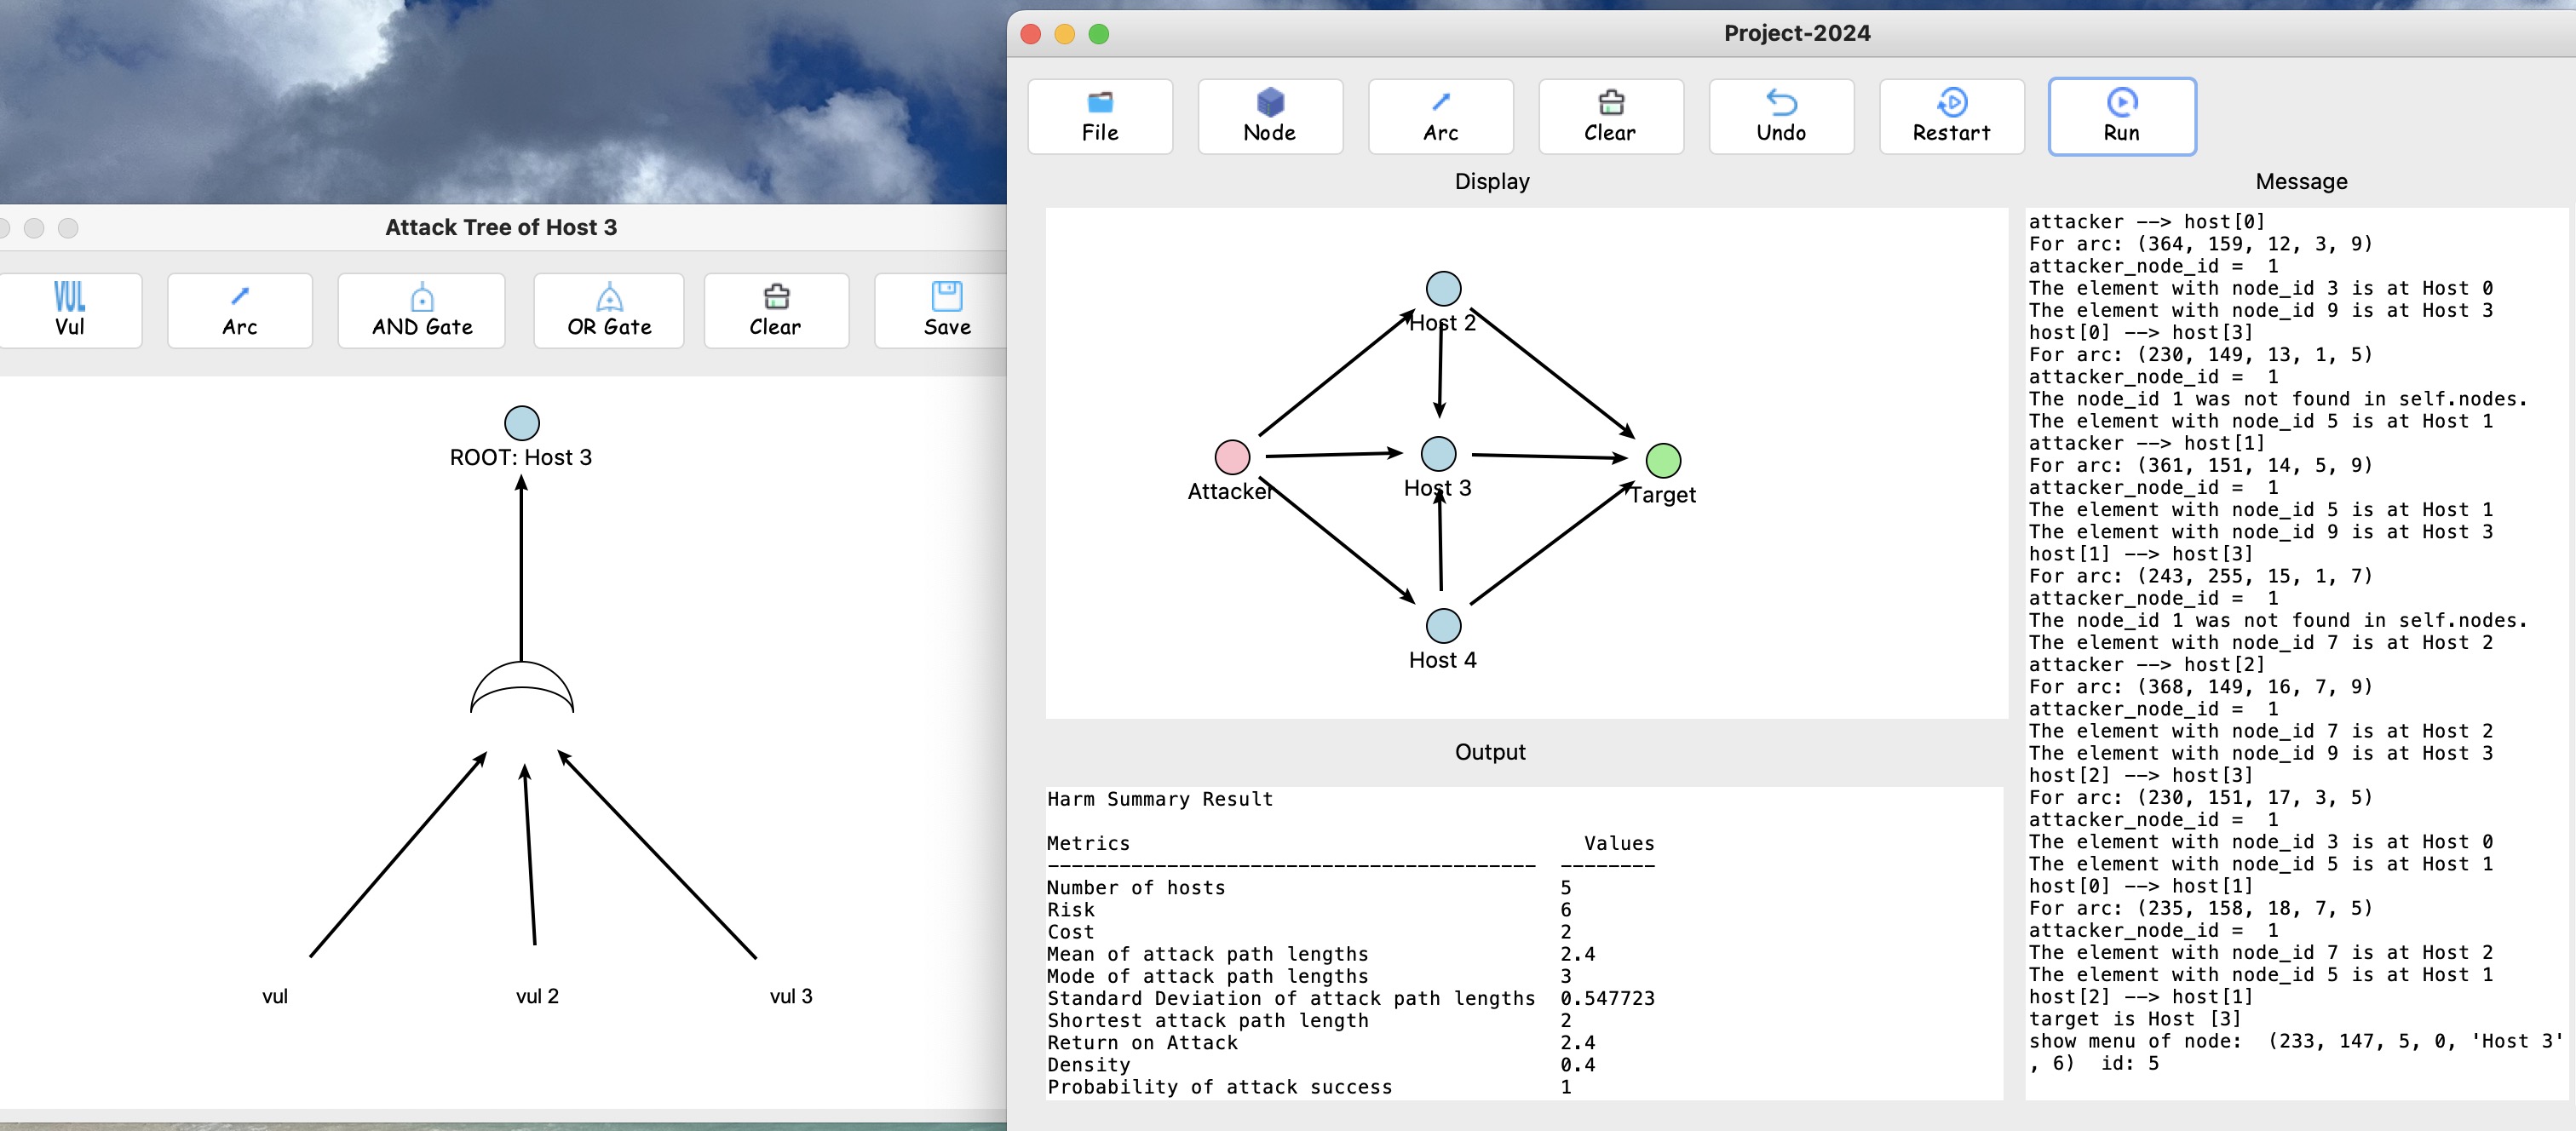 Attack Tree of Host 3
Vul
Arc
AND Gate
OR Gate
Clear
Save
ROOT: Host 3
vul
vul 2
vul 3
Project-2024
File
Node
Arc
Clear
Undo
Restart
Run
Display
Host 2
Attacker
Host 3
Target
Host 4
Output
Harm Summary Result
Metrics Values
----------------------------------------- --------
Number of hosts 5
Risk 6
Cost 2
Mean of attack path lengths 2.4
Mode of attack path lengths 3
Standard Deviation of attack path lengths 0.547723
Shortest attack path length 2
Return on Attack 2.4
Density 0.4
Probability of attack success 1
Message
attacker --> host[0]
For arc: (364, 159, 12, 3, 9)
attacker_node_id = 1
The element with node_id 3 is at Host 0
The element with node_id 9 is at Host 3
host[0] --> host[3]
For arc: (230, 149, 13, 1, 5)
attacker_node_id = 1
The node_id 1 was not found in self.nodes.
The element with node_id 5 is at Host 1
attacker --> host[1]
For arc: (361, 151, 14, 5, 9)
attacker_node_id = 1
The element with node_id 5 is at Host 1
The element with node_id 9 is at Host 3
host[1] --> host[3]
For arc: (243, 255, 15, 1, 7)
attacker_node_id = 1
The node_id 1 was not found in self.nodes.
The element with node_id 7 is at Host 2
attacker --> host[2]
For arc: (368, 149, 16, 7, 9)
attacker_node_id = 1
The element with node_id 7 is at Host 2
The element with node_id 9 is at Host 3
host[2] --> host[3]
For arc: (230, 151, 17, 3, 5)
attacker_node_id = 1
The element with node_id 3 is at Host 0
The element with node_id 5 is at Host 1
host[0] --> host[1]
For arc: (235, 158, 18, 7, 5)
attacker_node_id = 1
The element with node_id 7 is at Host 2
The element with node_id 5 is at Host 1
host[2] --> host[1]
target is Host [3]
show menu of node: (233, 147, 5, 0, 'Host 3'
, 6) id: 5